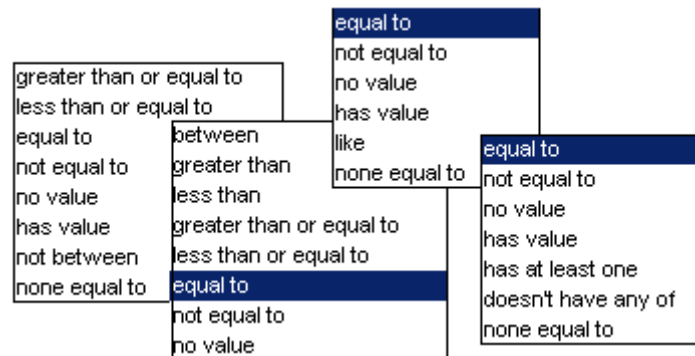 greater than or equal to
less than or equal to
equal to
not equal to
no value
has value
not between
none equal to
between
greater than
less than
greater than or equal to
less than or equal to
equal to
not equal to
no value
equal to
not equal to
no value
has value
like
none equal to
equal to
not equal to
no value
has value
has at least one
doesn't have any of
none equal to